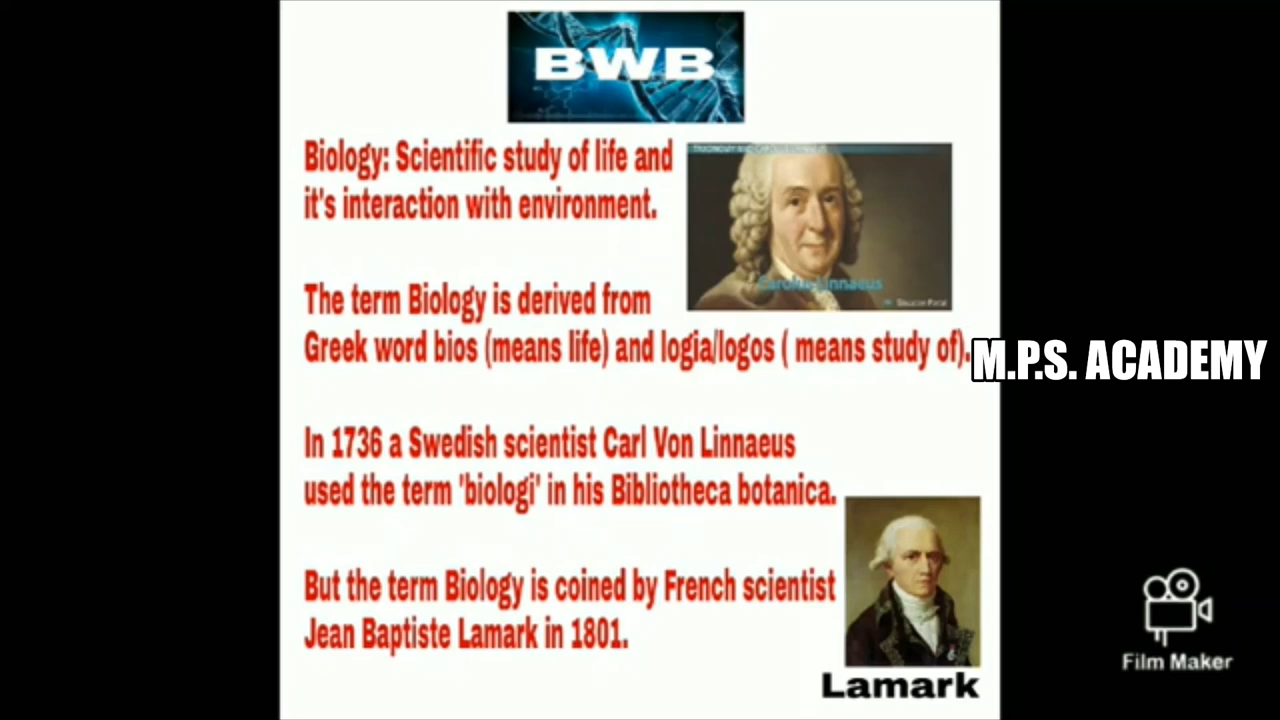 BWB
Biology: Scientific study of life and
it's interaction with environment.
Carolus Linnaeus
The term Biology is derived from
Greek word bios (means life) and logia/logos ( means study of).
M.P.S. ACADEMY
In 1736 a Swedish scientist Carl Von Linnaeus
used the term 'biologi' in his Bibliotheca botanica.
But the term Biology is coined by French scientist
Jean Baptiste Lamark in 1801.
Lamark
Film Maker